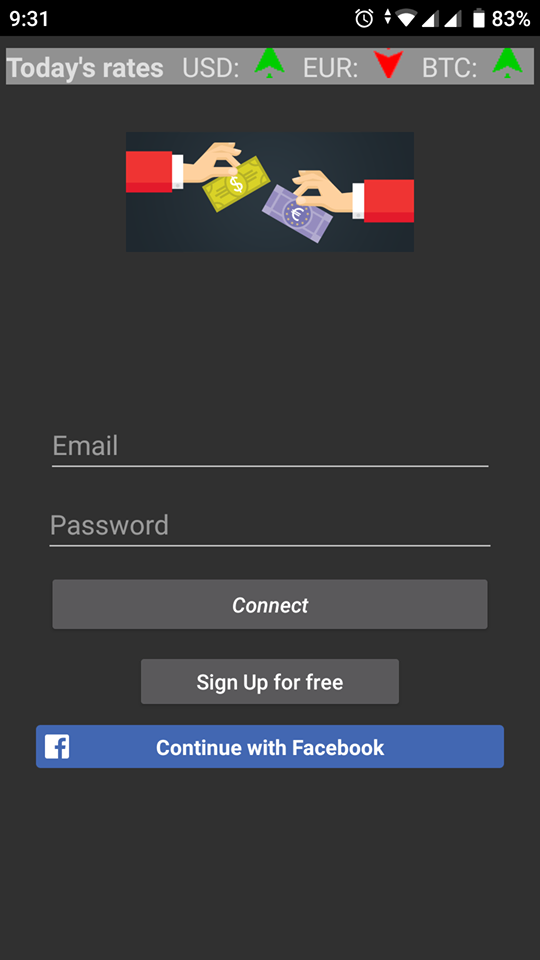 9:31 83%
Today's rates USD: EUR: BTC:
$
€
Email
Password
Connect
Sign Up for free
f Continue with Facebook